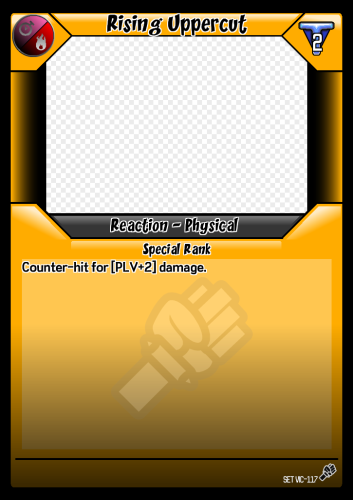 Rising Uppercut
2
Reaction - Physical
Special Rank
Counter-hit for [PLV+2] damage.
SET VIC-117